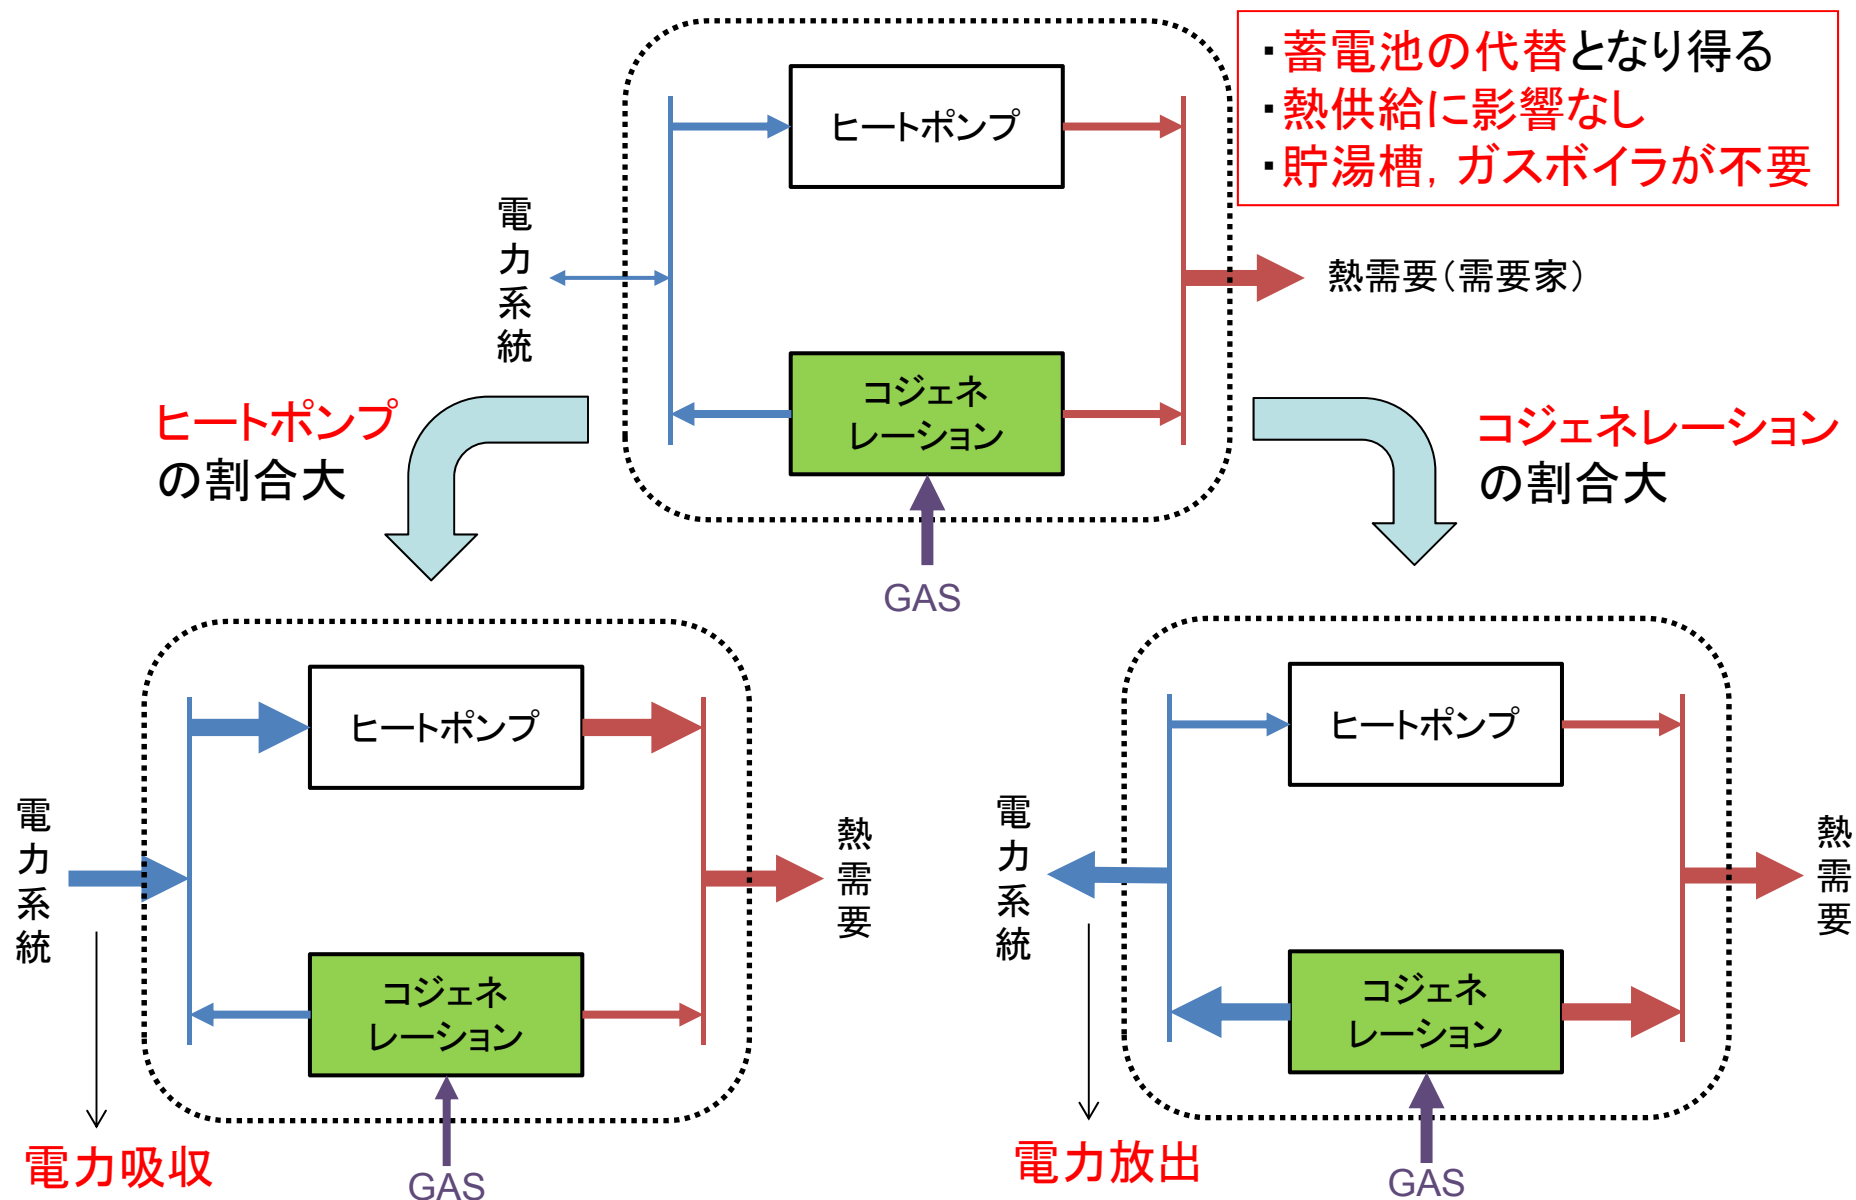 ・蓄電池の代替となり得る
・熱供給に影響なし
・貯湯槽，ガスボイラが不要
ヒートポンプ
電力系統
熱需要（需要家）
コジェネ
レーション
GAS
ヒートポンプ
の割合大
コジェネレーション
の割合大
ヒートポンプ
電力系統
熱需要
コジェネ
レーション
電力吸収
GAS
ヒートポンプ
電力系統
熱需要
コジェネ
レーション
電力放出
GAS